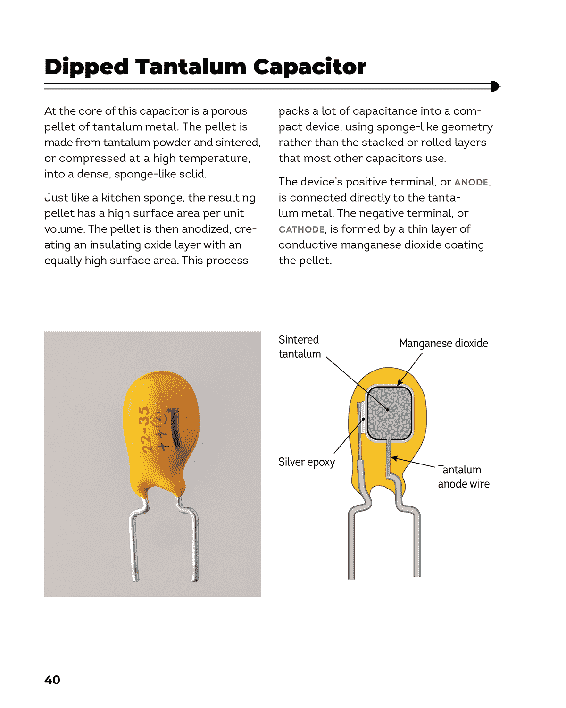 Dipped Tantalum Capacitor
At the core of this capacitor is a porous
pellet of tantalum metal. The pellet is
made from tantalum powder and sintered,
or compressed at a high temperature,
into a dense, sponge-like solid.
Just like a kitchen sponge, the resulting
pellet has a high surface area per unit
volume. The pellet is then anodized, cre-
ating an insulating oxide layer with an
equally high surface area. This process
packs a lot of capacitance into a com-
pact device, using sponge-like geometry
rather than the stacked or rolled layers
that most other capacitors use.
The device's positive terminal, or ANODE,
is connected directly to the tanta-
lum metal. The negative terminal, or
CATHODE, is formed by a thin layer of
conductive manganese dioxide coating
the pellet.
22-35
Sintered
tantalum
Manganese dioxide
Silver epoxy
Tantalum
anode wire
40